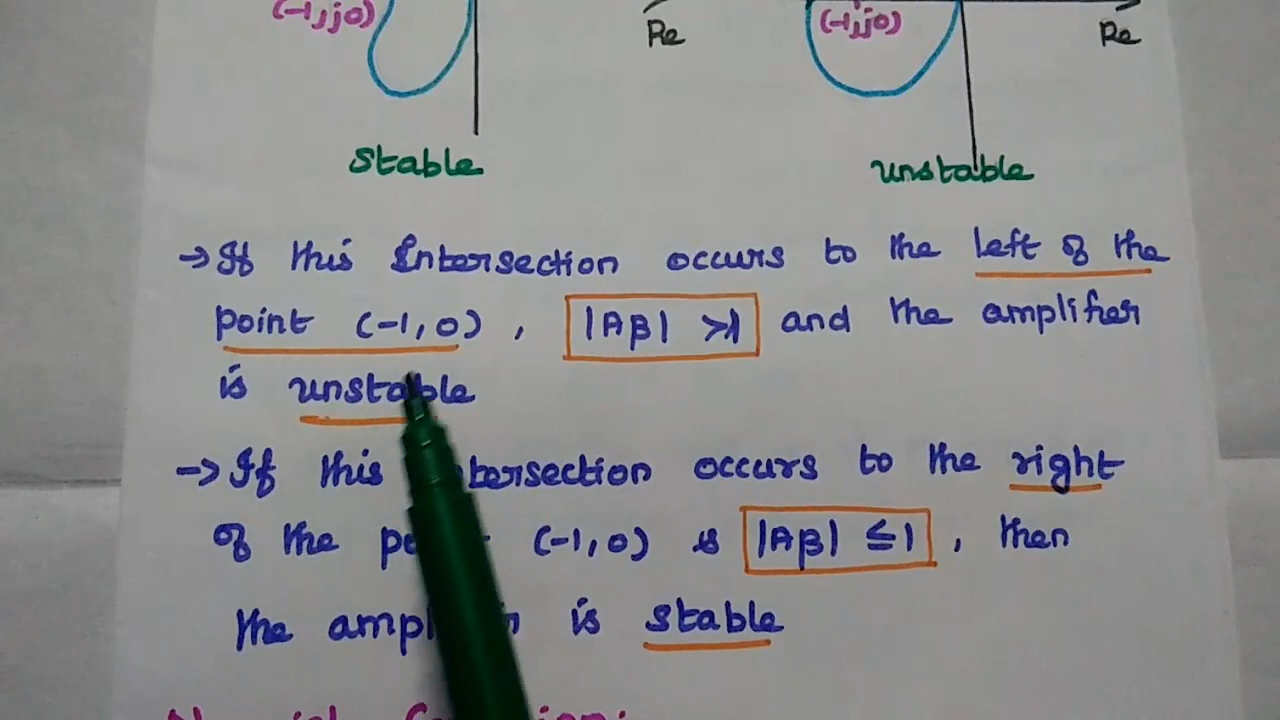 (-1,j0)
Re
(-1,j0)
Re
stable
unstable
→ If this Intersection occurs to the left of the
point (-1,0) , |Aβ| >1 and the amplifier
is unstable
→ If this intersection occurs to the right
of the point (-1,0) is |Aβ| ≤ 1 , then
the amplifier is stable